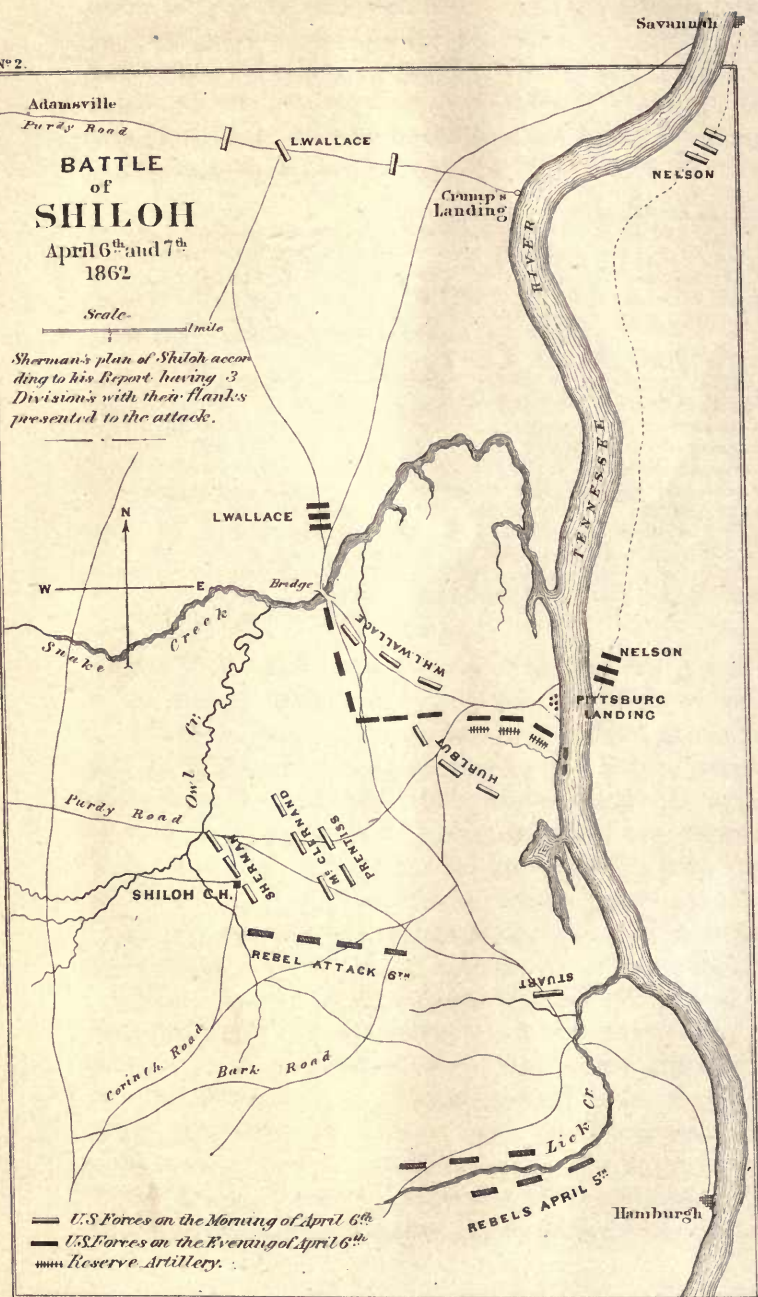 Savannah
Nº 2.
Adamsville
Purdy Road
L.WALLACE
BATTLE
of
SHILOH
April 6th and 7th
1862
NELSON
Crump's
Landing
RIVER
Scale
1 mile
Sherman's plan of Shiloh accor
ding to his Report having 3
Division's with their flanks
presented to the attack.
TENNESSEE
N
L.WALLACE
W
E
Bridge
Snake Creek
W.H.L.WALLACE
NELSON
PITTSBURG
LANDING
HURLBUT
Owl Cr.
Purdy Road
McCLERNAND
PRENTISS
SHERMAN
SHILOH C.H.
REBEL ATTACK 6TH
STUART
Corinth Road
Bark Road
Lick Cr.
REBELS APRIL 5TH
Hamburgh
U.S Forces on the Morning of April 6th
U.S.Forces on the Evening of April 6th
Reserve Artillery.